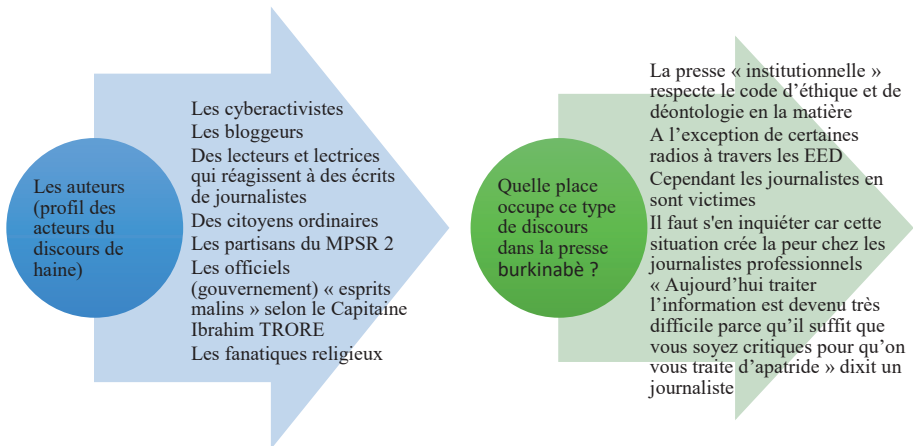 Les auteurs
(profil des
acteurs du
discours de
haine)
Les cyberactivistes
Les bloggeurs
Des lecteurs et lectrices
qui réagissent à des écrits
de journalistes
Des citoyens ordinaires
Les partisans du MPSR 2
Les officiels
(gouvernement) « esprits
malins » selon le Capitaine
Ibrahim TRORE
Les fanatiques religieux
Quelle place
occupe ce type
de discours
dans la presse
burkinabè ?
La presse « institutionnelle »
respecte le code d’éthique et de
déontologie en la matière
A l’exception de certaines
radios à travers les EED
Cependant les journalistes en
sont victimes
Il faut s'en inquiéter car cette
situation crée la peur chez les
journalistes professionnels
« Aujourd’hui traiter
l’information est devenu très
difficile parce qu’il suffit que
vous soyez critiques pour qu’on
vous traite d’apatride » dixit un
journaliste